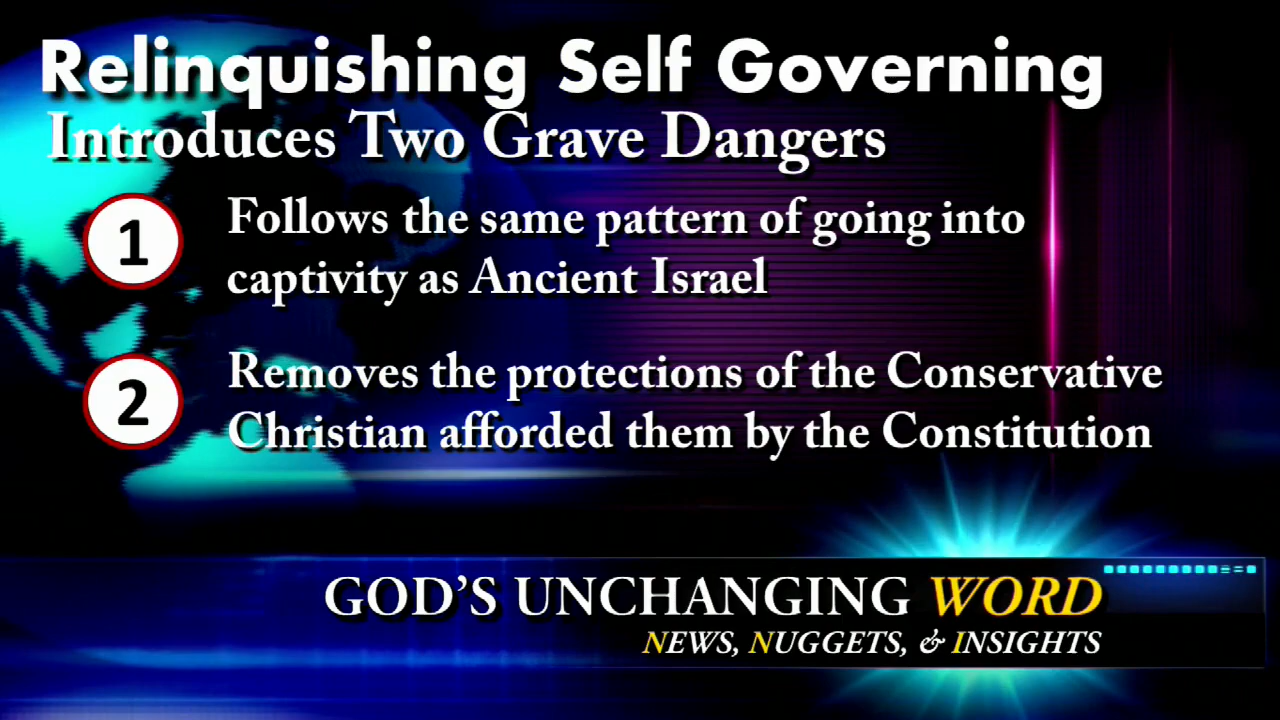 Relinquishing Self Governing
Introduces Two Grave Dangers
1
Follows the same pattern of going into
captivity as Ancient Israel
2
Removes the protections of the Conservative
Christian afforded them by the Constitution
GOD'S UNCHANGING WORD
NEWS, NUGGETS, & INSIGHTS